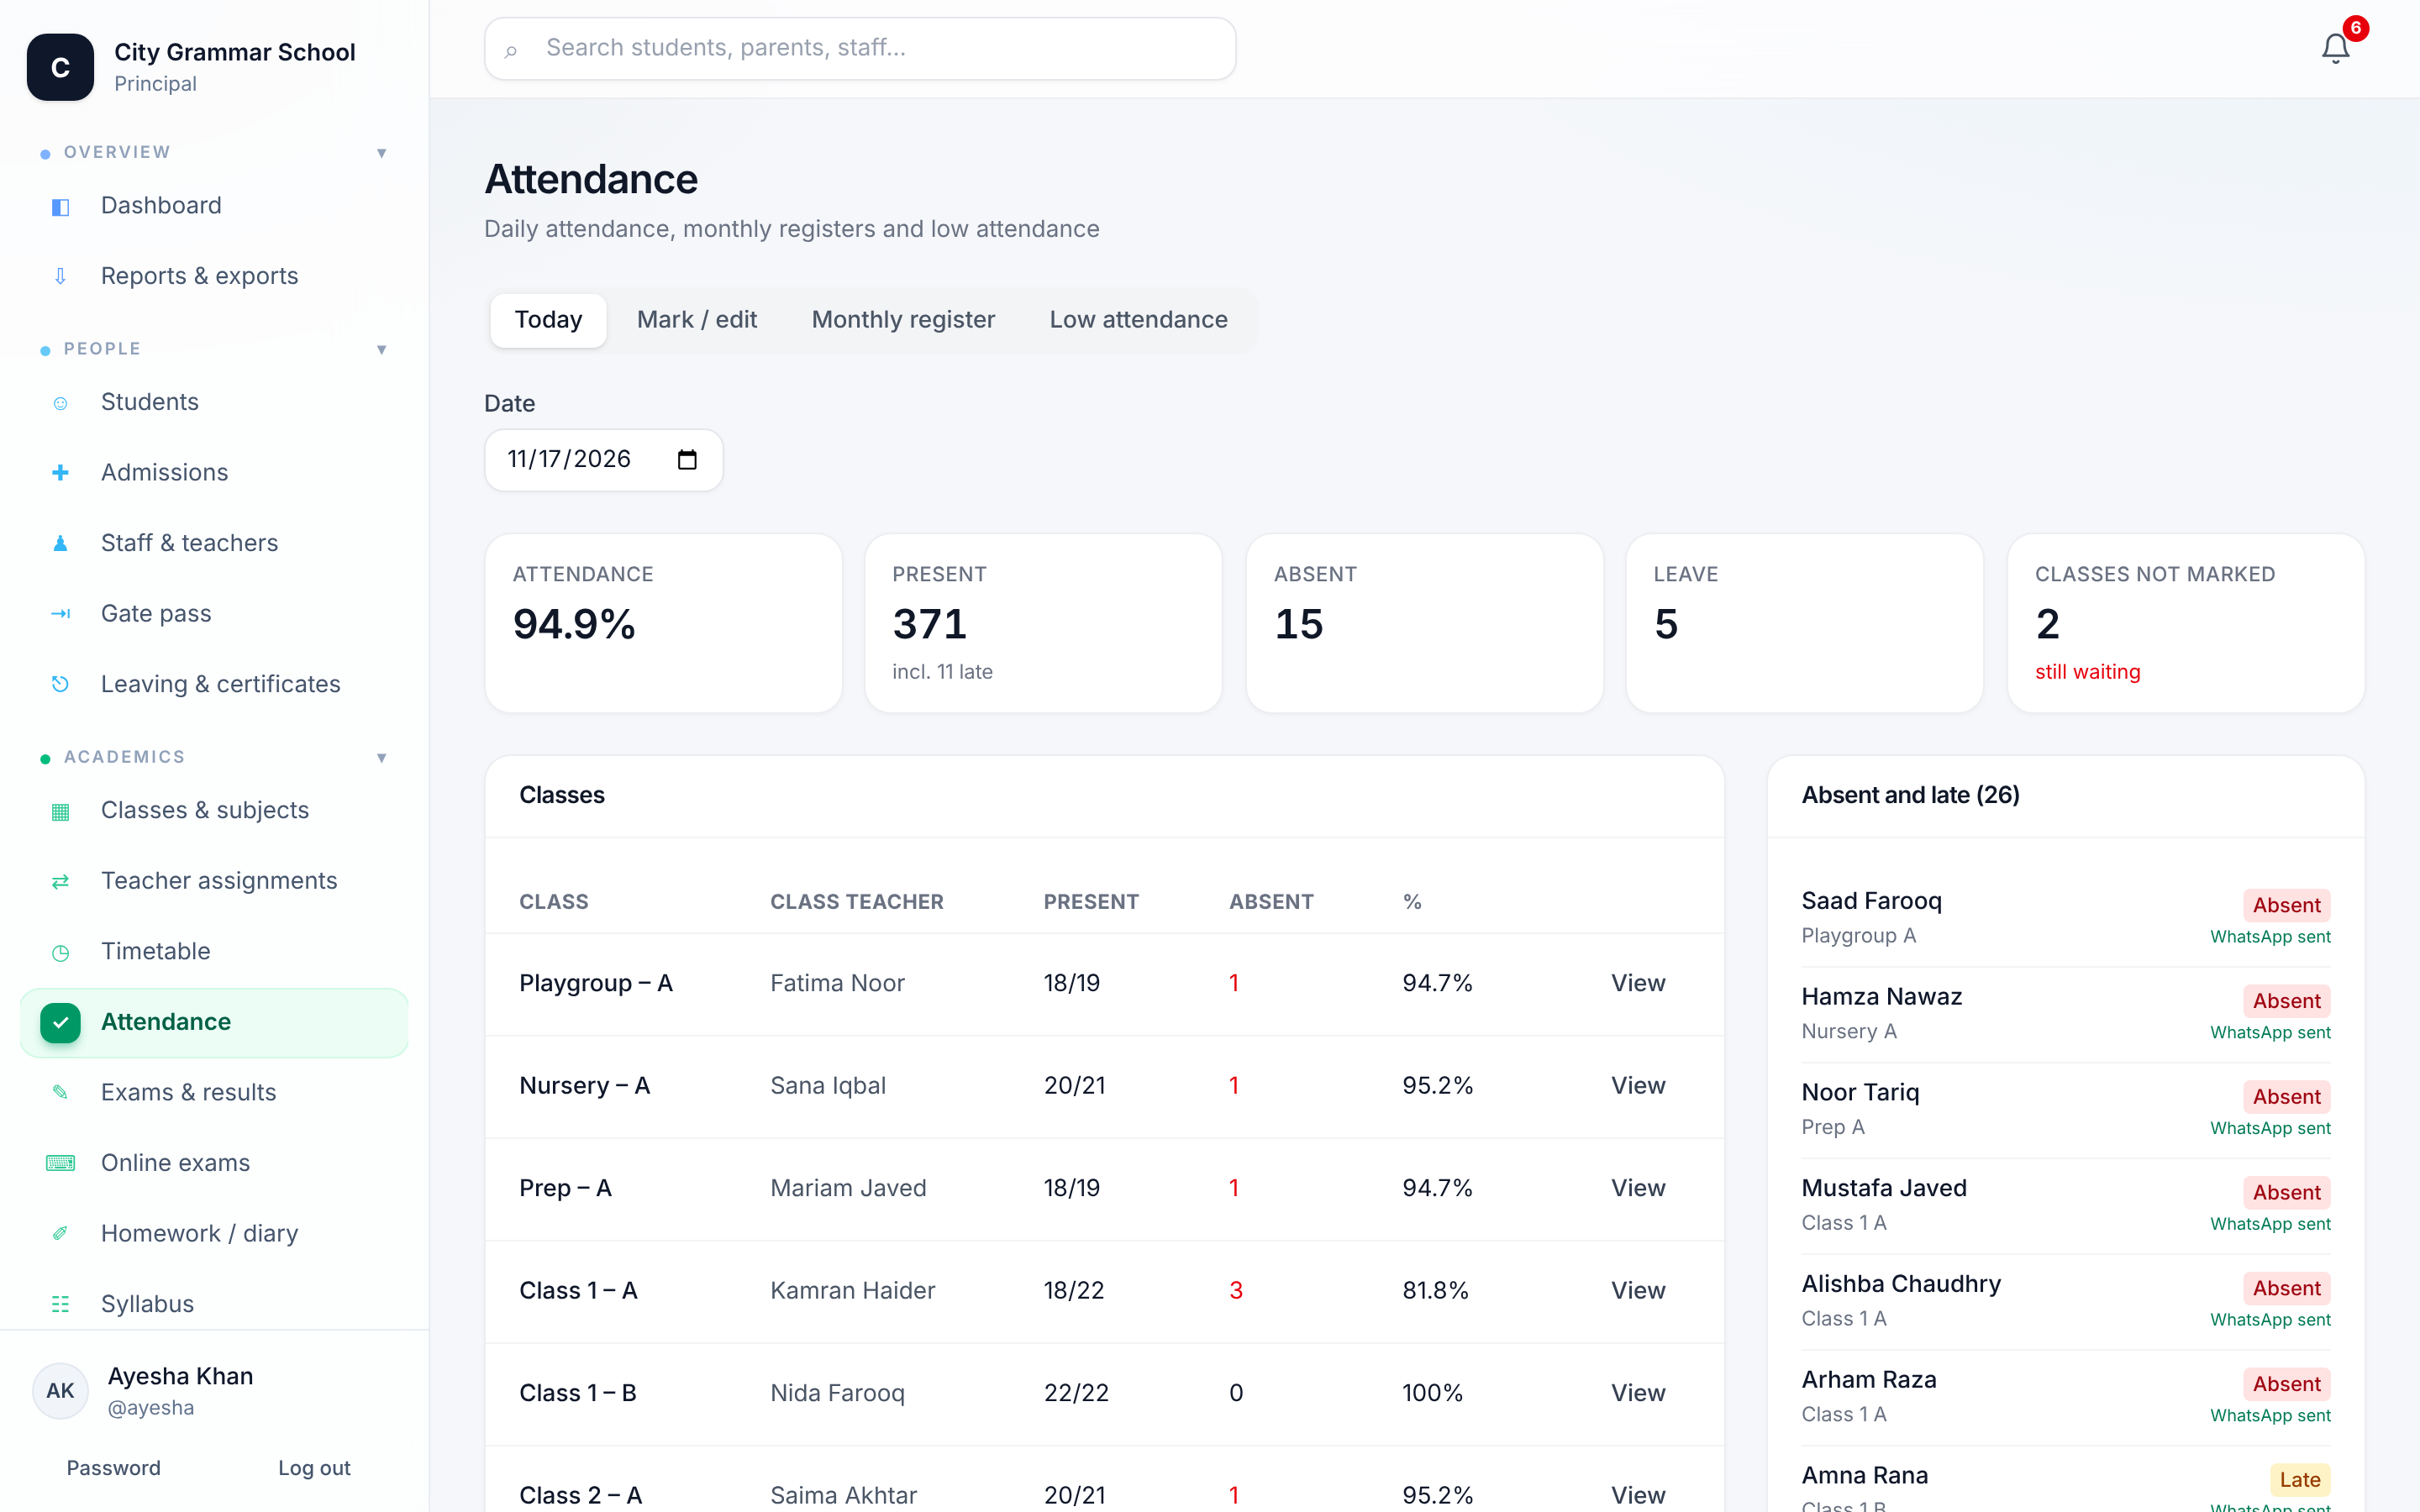 C
City Grammar School
Principal
OVERVIEW
Dashboard
Reports & exports
PEOPLE
Students
Admissions
Staff & teachers
Gate pass
Leaving & certificates
ACADEMICS
Classes & subjects
Teacher assignments
Timetable
Attendance
Exams & results
Online exams
Homework / diary
Syllabus
AK
Ayesha Khan
@ayesha
Password Log out
Search students, parents, staff...
6
Attendance
Daily attendance, monthly registers and low attendance
Today Mark / edit Monthly register Low attendance
Date
11/17/2026
ATTENDANCE
94.9%
PRESENT
371
incl. 11 late
ABSENT
15
LEAVE
5
CLASSES NOT MARKED
2
still waiting
Classes
CLASS CLASS TEACHER PRESENT ABSENT %
Playgroup – A Fatima Noor 18/19 1 94.7% View
Nursery – A Sana Iqbal 20/21 1 95.2% View
Prep – A Mariam Javed 18/19 1 94.7% View
Class 1 – A Kamran Haider 18/22 3 81.8% View
Class 1 – B Nida Farooq 22/22 0 100% View
Class 2 – A Saima Akhtar 20/21 1 95.2% View
Absent and late (26)
Saad Farooq Absent
Playgroup A WhatsApp sent
Hamza Nawaz Absent
Nursery A WhatsApp sent
Noor Tariq Absent
Prep A WhatsApp sent
Mustafa Javed Absent
Class 1 A WhatsApp sent
Alishba Chaudhry Absent
Class 1 A WhatsApp sent
Arham Raza Absent
Class 1 A WhatsApp sent
Amna Rana Late
Class 1 B WhatsApp sent